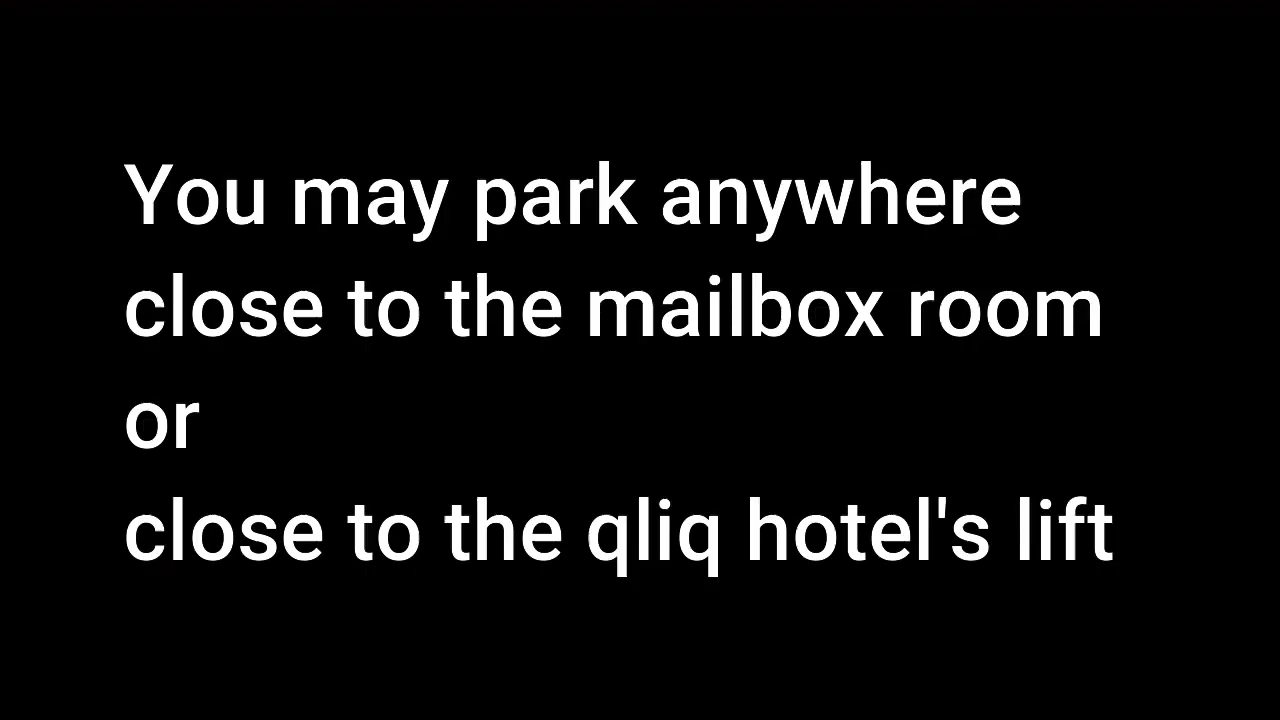 You may park anywhere
close to the mailbox room
or
close to the qliq hotel's lift